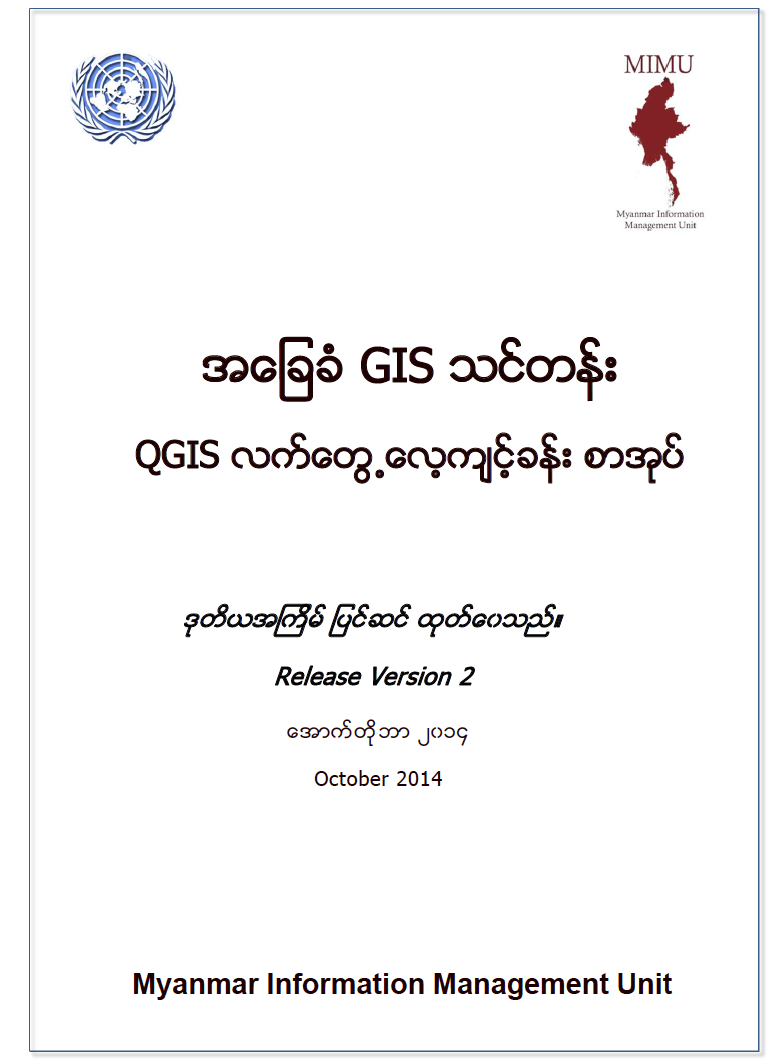 MIMU
Myanmar Information
Management Unit
အခြေခံ GIS သင်တန်း
QGIS လက်တွေ့လေ့ကျင့်ခန်း စာအုပ်
ဒုတိယအကြိမ် ပြင်ဆင် ထုတ်ဝေသည်။
Release Version 2
အောက်တိုဘာ ၂၀၁၄
October 2014
Myanmar Information Management Unit